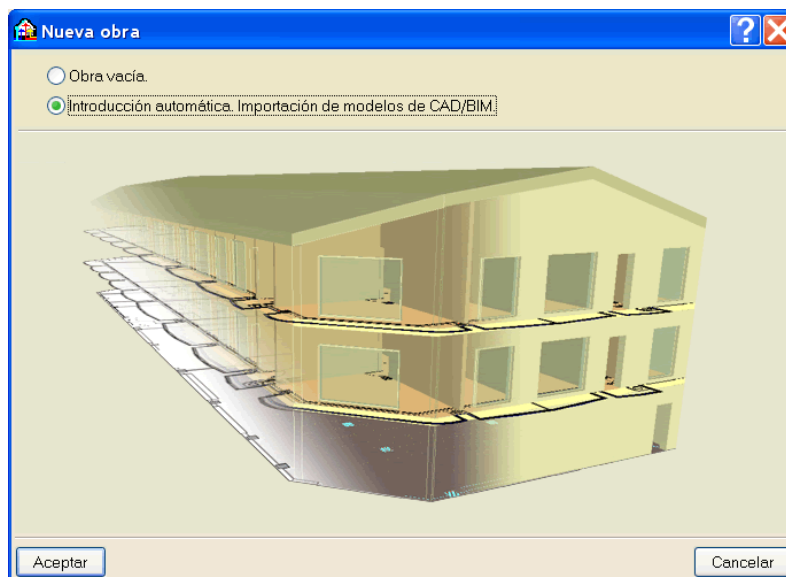 Nueva obra
Obra vacía.
Introducción automática. Importación de modelos de CAD/BIM.
Aceptar
Cancelar